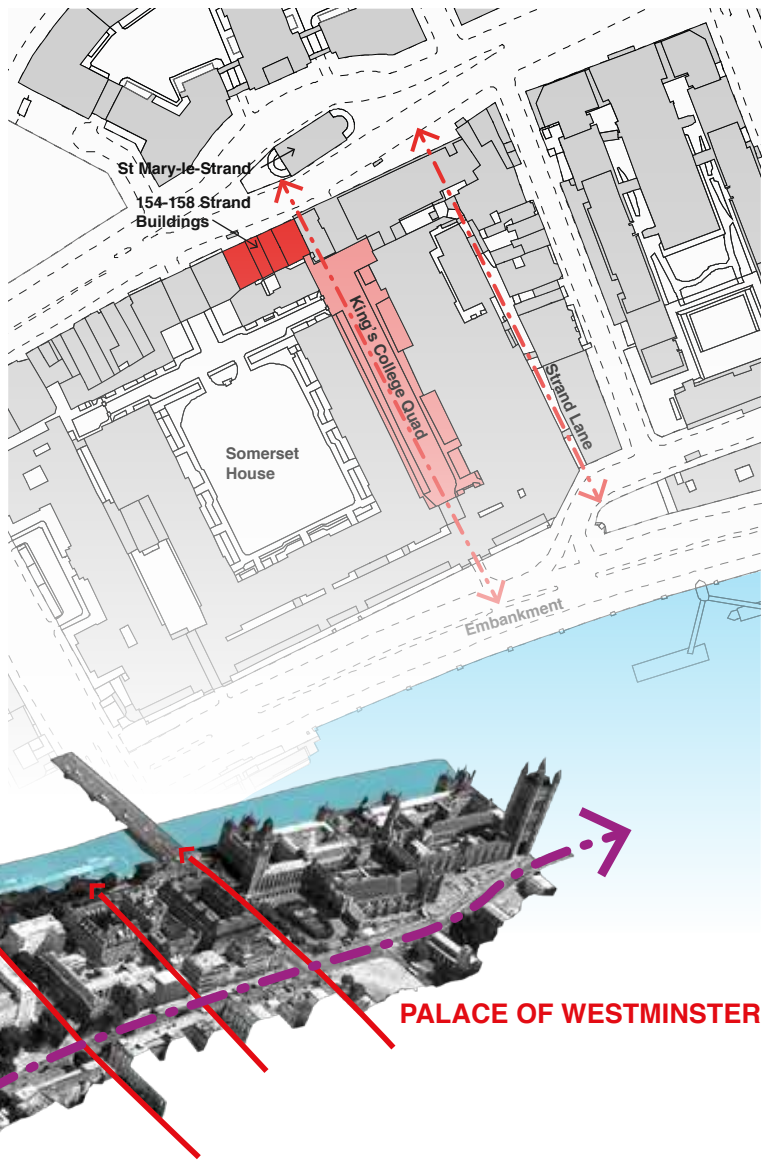 St Mary-le-Strand
154-158 Strand
Buildings
King's College Quad
Strand Lane
Somerset
House
Embankment
PALACE OF WESTMINSTER